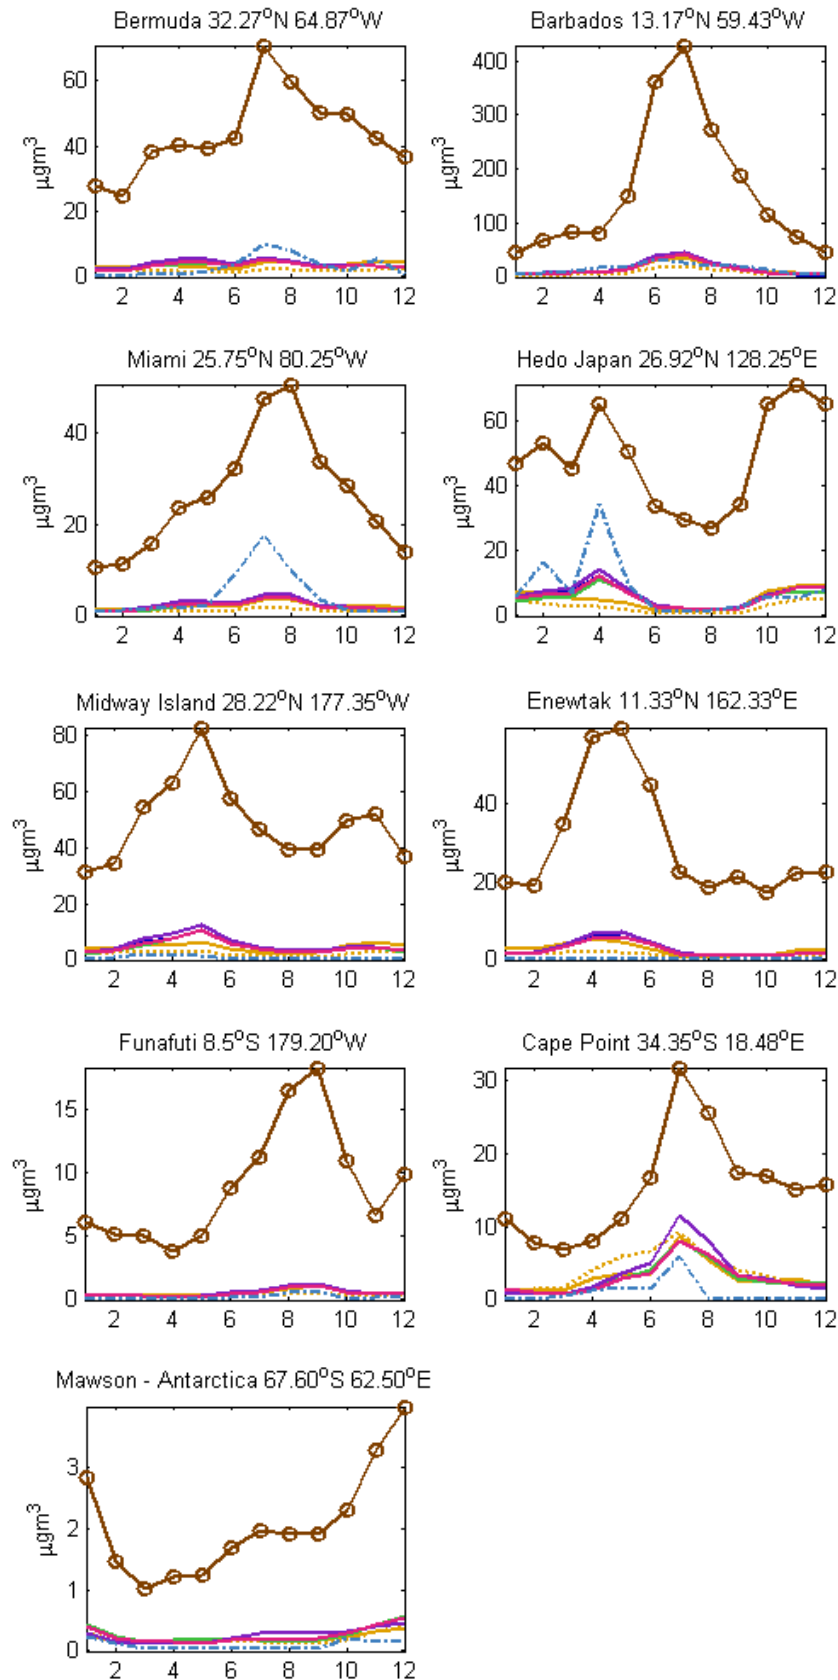 Bermuda 32.27°N 64.87°W
μgm³
60
40
20
0
2 4 6 8 10 12
Barbados 13.17°N 59.43°W
μgm³
400
300
200
100
0
2 4 6 8 10 12
Miami 25.75°N 80.25°W
μgm³
40
20
0
2 4 6 8 10 12
Hedo Japan 26.92°N 128.25°E
μgm³
60
40
20
0
2 4 6 8 10 12
Midway Island 28.22°N 177.35°W
μgm³
80
60
40
20
0
2 4 6 8 10 12
Enewtak 11.33°N 162.33°E
μgm³
40
20
0
2 4 6 8 10 12
Funafuti 8.5°S 179.20°W
μgm³
15
10
5
0
2 4 6 8 10 12
Cape Point 34.35°S 18.48°E
μgm³
30
20
10
0
2 4 6 8 10 12
Mawson - Antarctica 67.60°S 62.50°E
μgm³
3
2
1
0
2 4 6 8 10 12